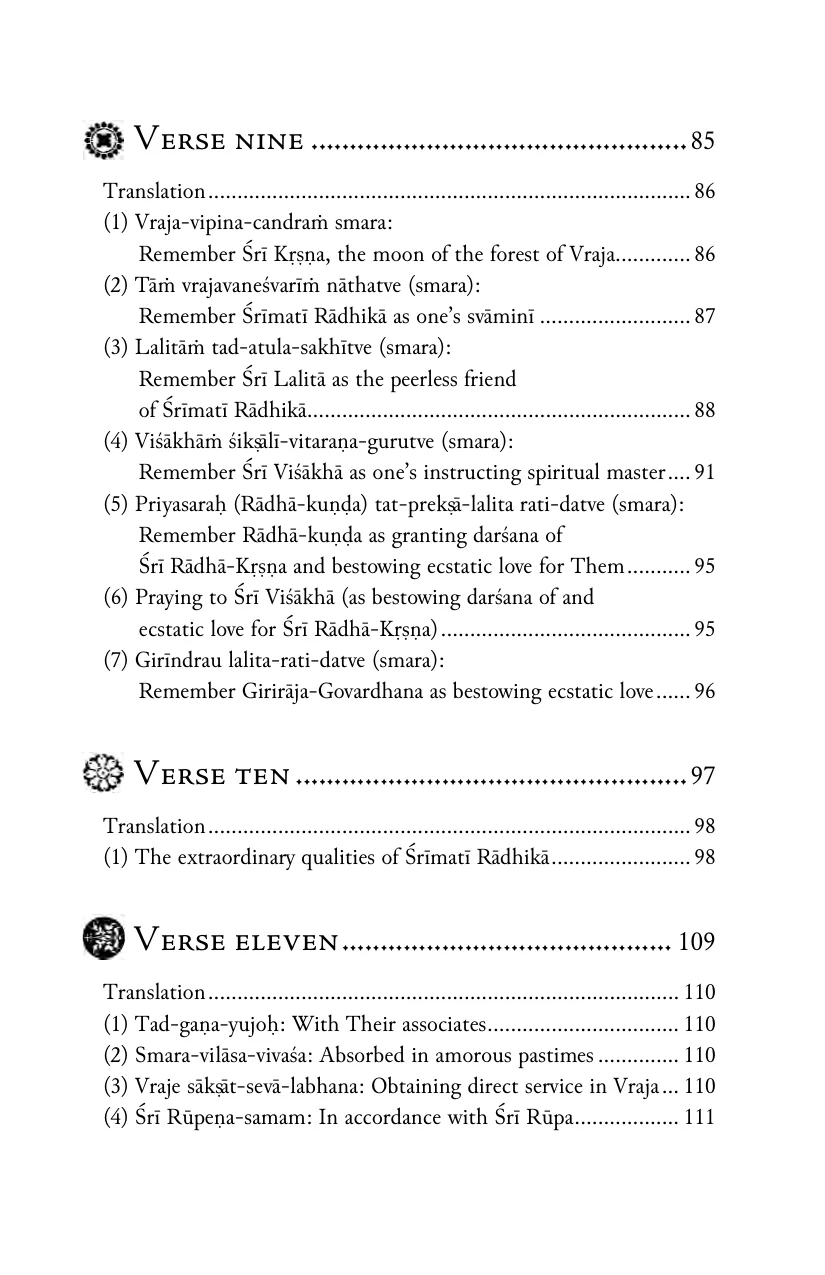 VERSE NINE ................................................. 85
Translation................................................................................... 86
(1) Vraja-vipina-candraṁ smara:
Remember Śrī Kṛṣṇa, the moon of the forest of Vraja............. 86
(2) Tāṁ vrajavaneśvarīṁ nāthatve (smara):
Remember Śrīmatī Rādhikā as one’s svāminī .......................... 87
(3) Lalitāṁ tad-atula-sakhītve (smara):
Remember Śrī Lalitā as the peerless friend
of Śrīmatī Rādhikā.................................................................. 88
(4) Viśākhāṁ śikṣālī-vitaraṇa-gurutve (smara):
Remember Śrī Viśākhā as one’s instructing spiritual master.... 91
(5) Priyasaraḥ (Rādhā-kuṇḍa) tat-prekṣā-lalita rati-datve (smara):
Remember Rādhā-kuṇḍa as granting darśana of
Śrī Rādhā-Kṛṣṇa and bestowing ecstatic love for Them........... 95
(6) Praying to Śrī Viśākhā (as bestowing darśana of and
ecstatic love for Śrī Rādhā-Kṛṣṇa)........................................... 95
(7) Girīndrau lalita-rati-datve (smara):
Remember Girirāja-Govardhana as bestowing ecstatic love...... 96
VERSE TEN ................................................... 97
Translation................................................................................... 98
(1) The extraordinary qualities of Śrīmatī Rādhikā........................ 98
VERSE ELEVEN........................................... 109
Translation................................................................................. 110
(1) Tad-gaṇa-yujoḥ: With Their associates................................. 110
(2) Smara-vilāsa-vivaśa: Absorbed in amorous pastimes .............. 110
(3) Vraje sākṣāt-sevā-labhana: Obtaining direct service in Vraja... 110
(4) Śrī Rūpeṇa-samam: In accordance with Śrī Rūpa.................. 111